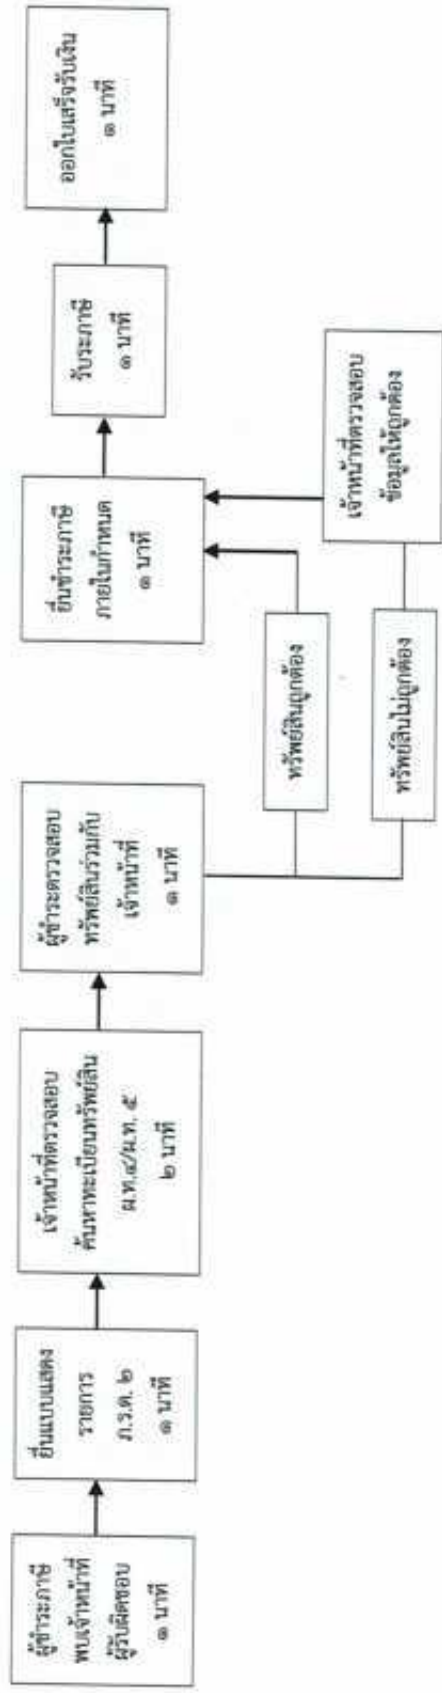 ผู้ชำระภาษี
พบเจ้าหน้าที่
ผู้รับผิดชอบ
๑ นาที
ยื่นแบบแสดง
รายการ
ภ.ร.ด. ๒
๑ นาที
เจ้าหน้าที่ตรวจสอบ
ค้นหาทะเบียนทรัพย์สิน
ผ.ท.๔/ผ.ท. ๕
๒ นาที
ผู้ชำระตรวจสอบ
ทรัพย์สินร่วมกับ
เจ้าหน้าที่
๑ นาที
ทรัพย์สินถูกต้อง
ทรัพย์สินไม่ถูกต้อง
เจ้าหน้าที่ตรวจสอบ
ข้อมูลให้ถูกต้อง
ยื่นชำระภาษี
ภายในกำหนด
๑ นาที
รับชำระภาษี
๑ นาที
ออกใบเสร็จรับเงิน
๑ นาที